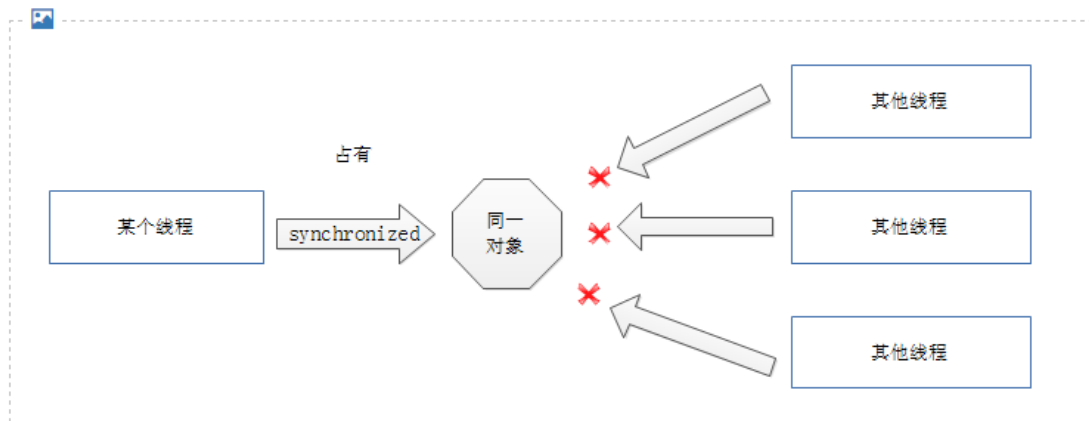 其他线程
占有
某个线程
synchronized
同一
对象
其他线程
其他线程